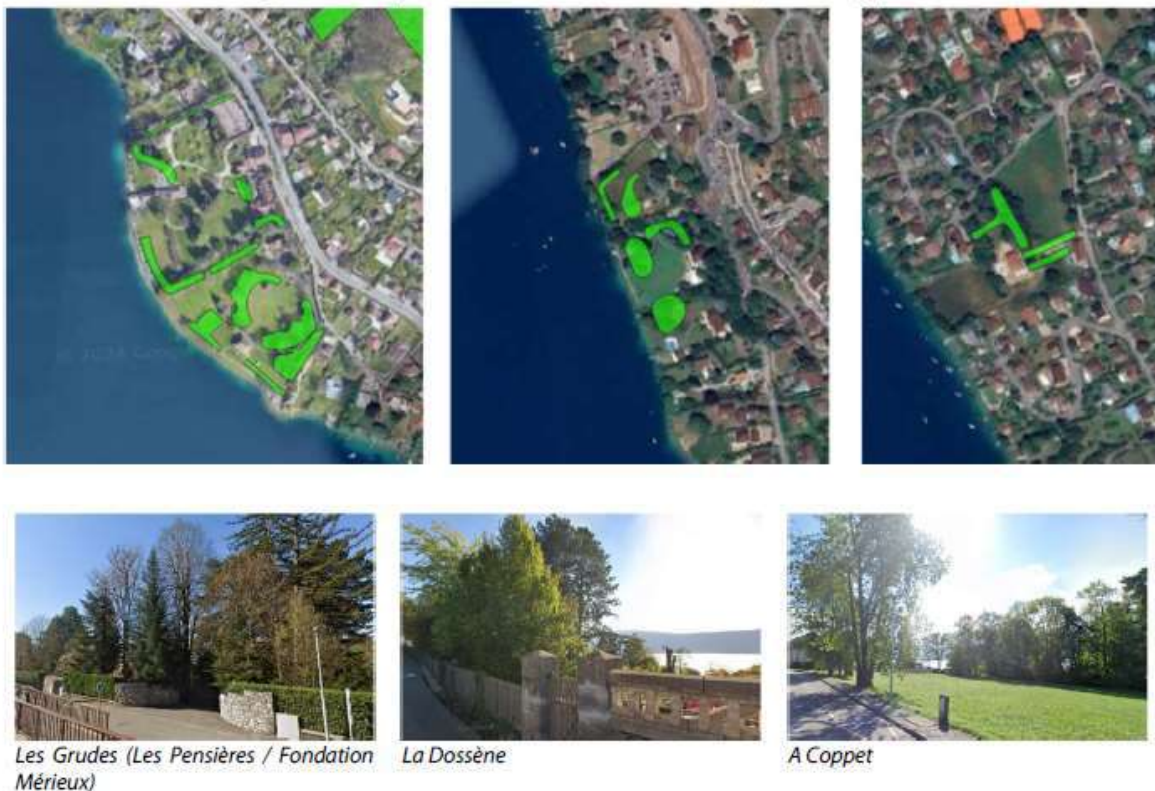 Les Grudes (Les Pensières / Fondation
Mérieux)
La Dossène
A Coppet